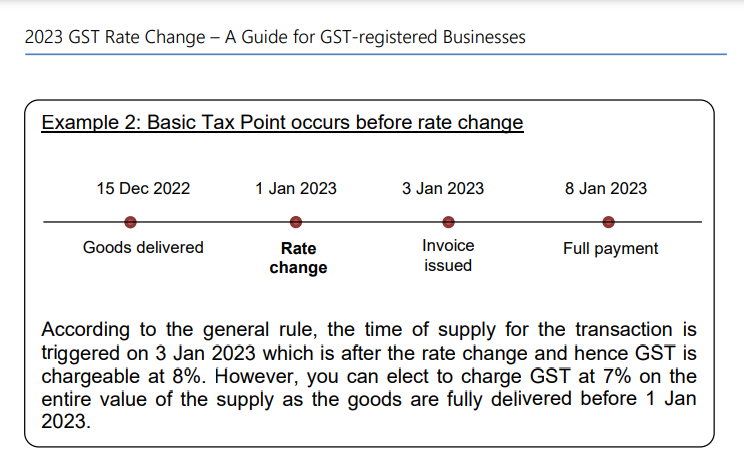 2023 GST Rate Change – A Guide for GST-registered Businesses
Example 2: Basic Tax Point occurs before rate change
15 Dec 2022 1 Jan 2023 3 Jan 2023 8 Jan 2023
Goods delivered Rate change Invoice issued Full payment
According to the general rule, the time of supply for the transaction is
triggered on 3 Jan 2023 which is after the rate change and hence GST is
chargeable at 8%. However, you can elect to charge GST at 7% on the
entire value of the supply as the goods are fully delivered before 1 Jan
2023.